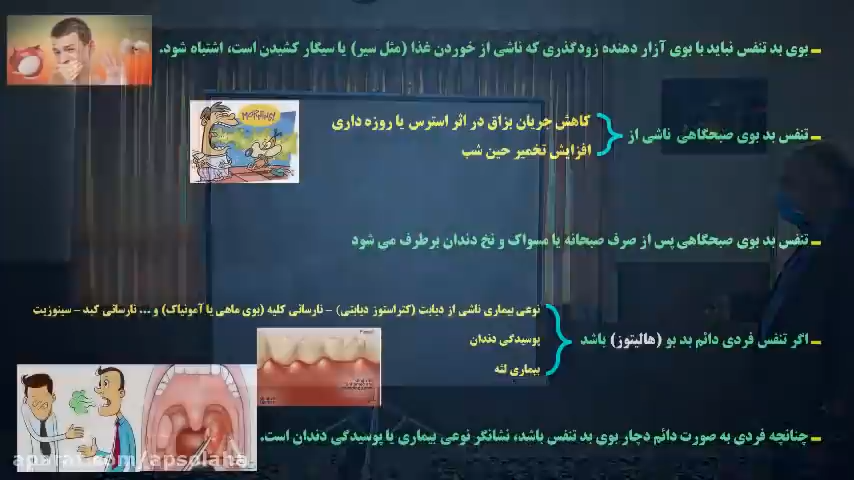 بوی بد تنفس نباید با بوی آزار دهنده زودگذری که ناشی از خوردن غذا (مثل سیر) یا سیگار کشیدن است، اشتباه شود.
MORNING!
تنفس بد بوی صبحگاهی ناشی از
کاهش جریان بزاق در اثر استرس یا روزه داری
افزایش تخمیر حین شب
تنفس بد بوی صبحگاهی پس از صرف صبحانه یا مسواک و نخ دندان برطرف می شود
اگر تنفس فردی دائم بد بو (هالیتوز) باشد
نوعی بیماری ناشی از دیابت (کتواستوز دیابتی) – نارسائی کلیه (بوی ماهی یا آمونیاک) و ... نارسائی کبد – سینوزیت
پوسیدگی دندان
بیماری لثه
چنانچه فردی به صورت دائم دچار بوی بد تنفس باشد، نشانگر نوعی بیماری یا پوسیدگی دندان است.